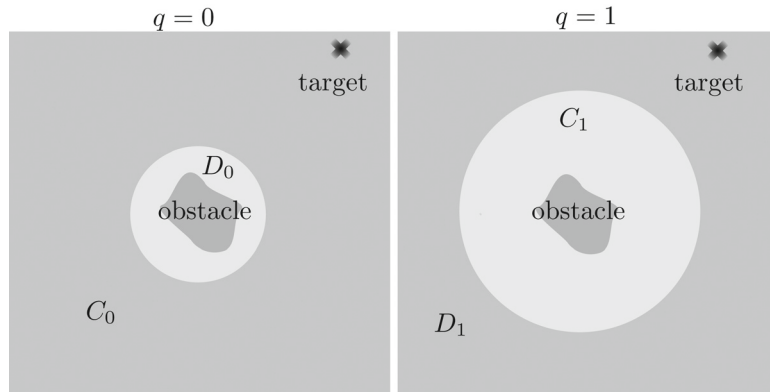 q = 0
target
D₀
obstacle
C₀
q = 1
target
C₁
obstacle
D₁